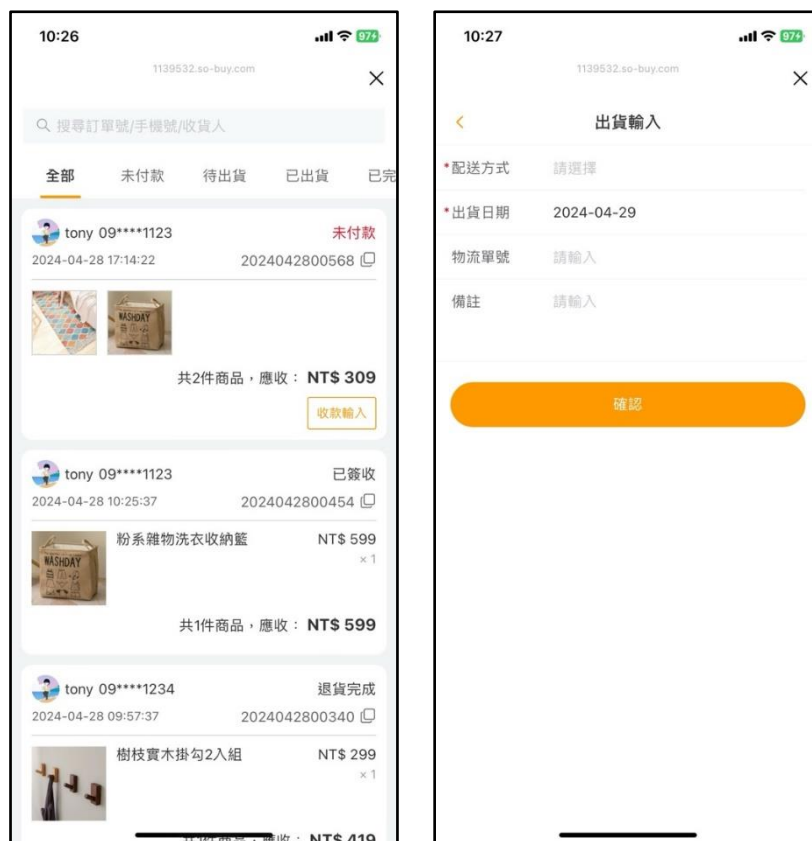 10:26
97
1139532.so-buy.com
搜尋訂單號/手機號/收貨人
全部 未付款 待出貨 已出貨 已完
tony 09****1123 未付款
2024-04-28 17:14:22 2024042800568
WASHDAY
共2件商品，應收： NT$ 309
收款輸入
tony 09****1123 已簽收
2024-04-28 10:25:37 2024042800454
粉系雜物洗衣收納籃 NT$ 599
× 1
WASHDAY
共1件商品，應收： NT$ 599
tony 09****1234 退貨完成
2024-04-28 09:57:37 2024042800340
樹枝實木掛勾2入組 NT$ 299
× 1
應收： NT$ 419
10:27
97
1139532.so-buy.com
出貨輸入
*配送方式 請選擇
*出貨日期 2024-04-29
物流單號 請輸入
備註 請輸入
確認